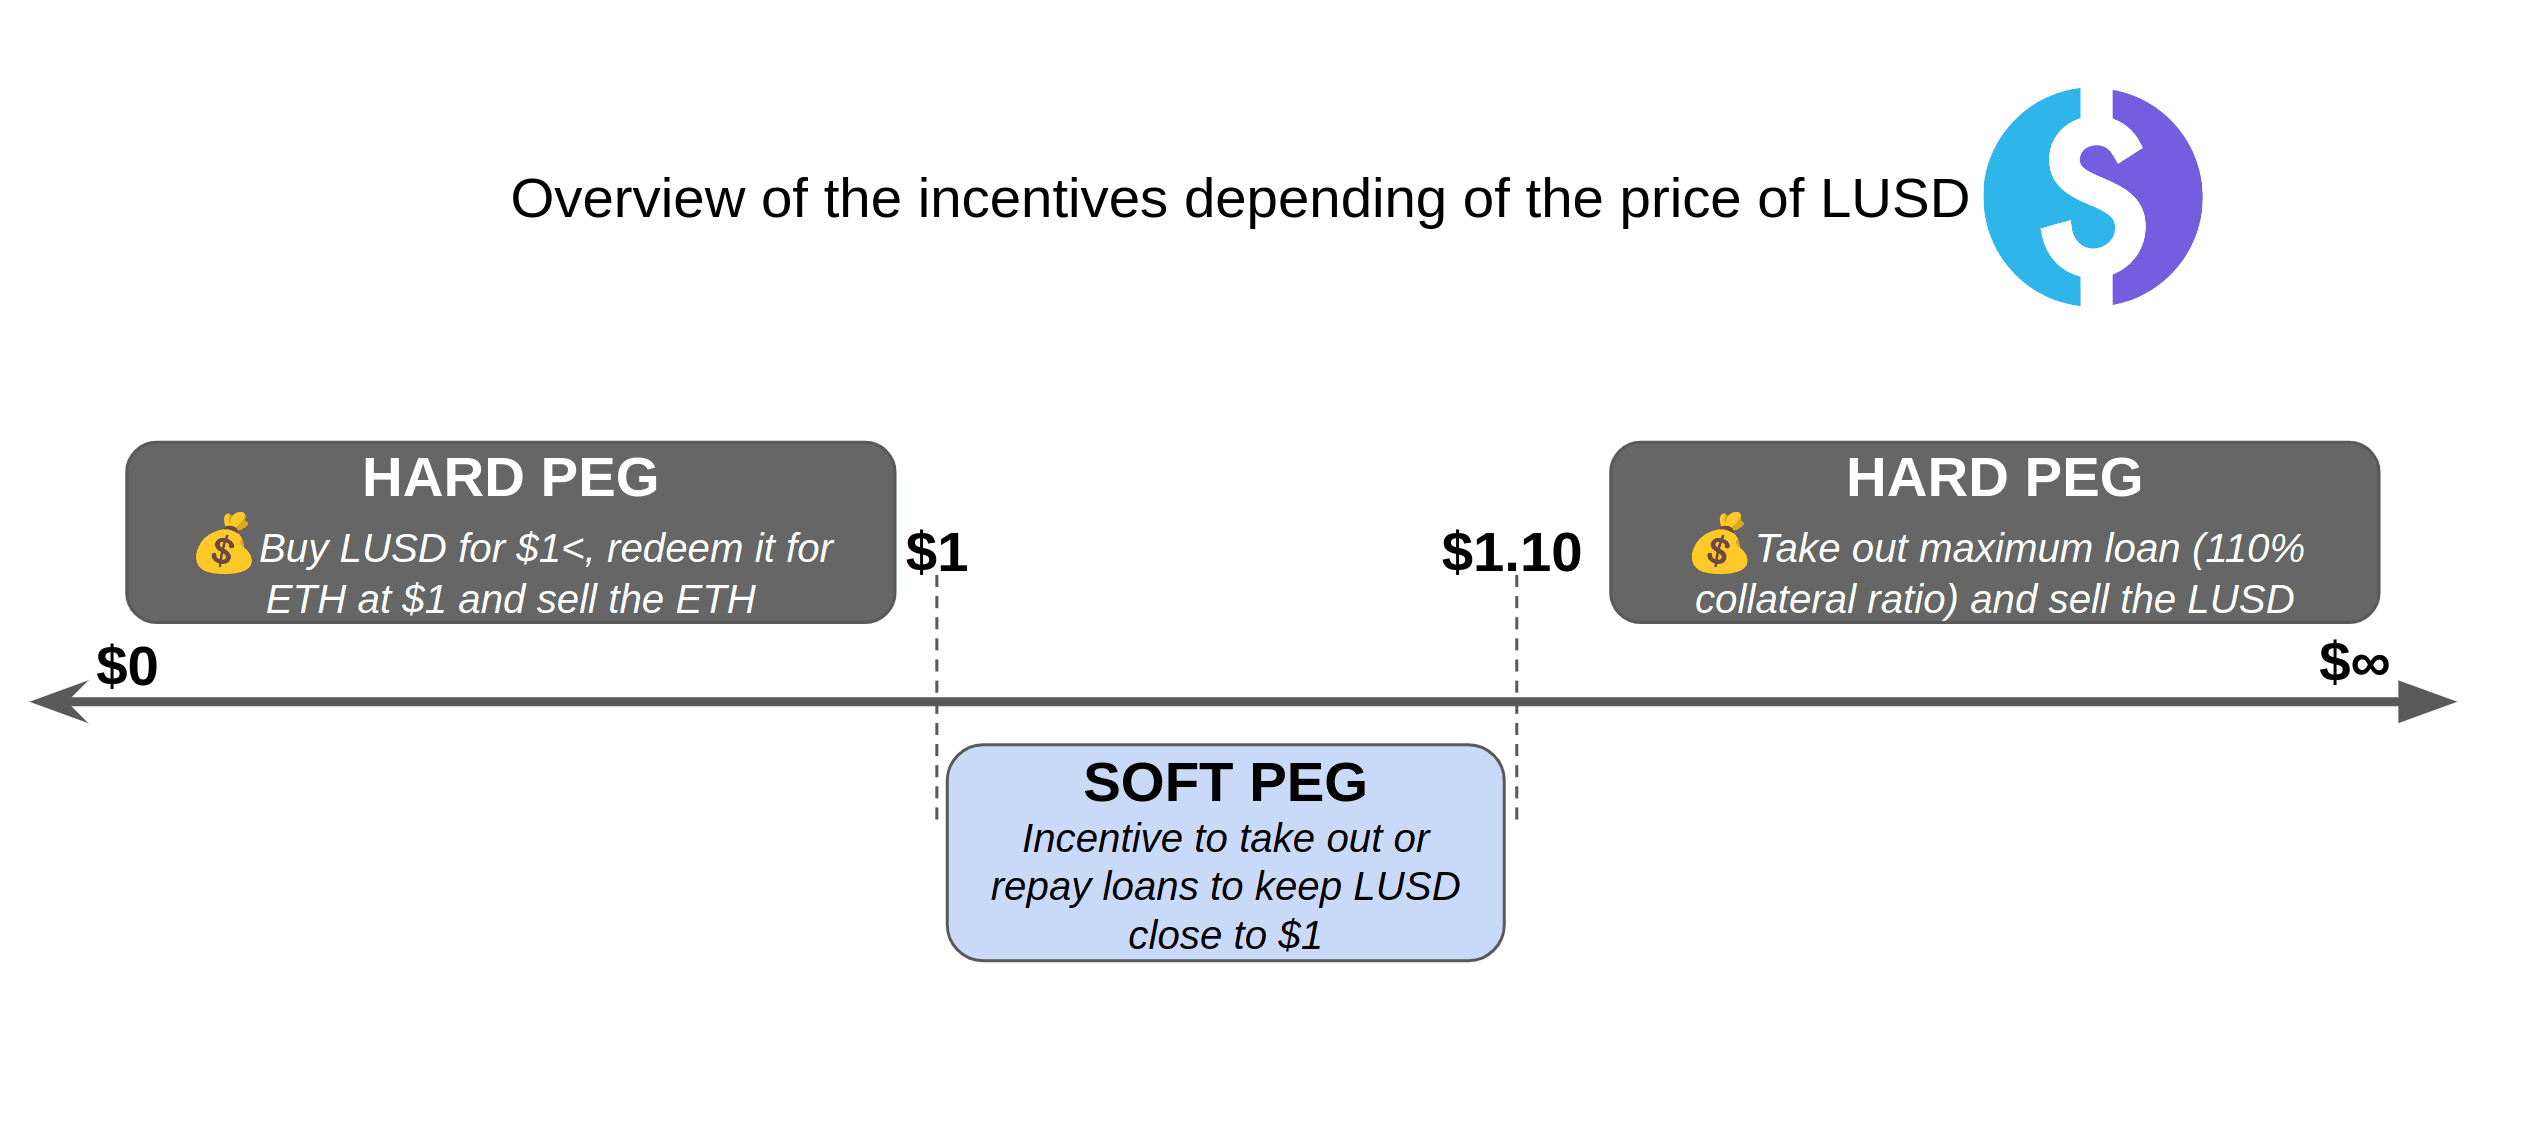 Overview of the incentives depending of the price of LUSD
HARD PEG
💰Buy LUSD for $1<, redeem it for
ETH at $1 and sell the ETH
$1
$1.10
HARD PEG
💰Take out maximum loan (110%
collateral ratio) and sell the LUSD
$0
$∞
SOFT PEG
Incentive to take out or
repay loans to keep LUSD
close to $1